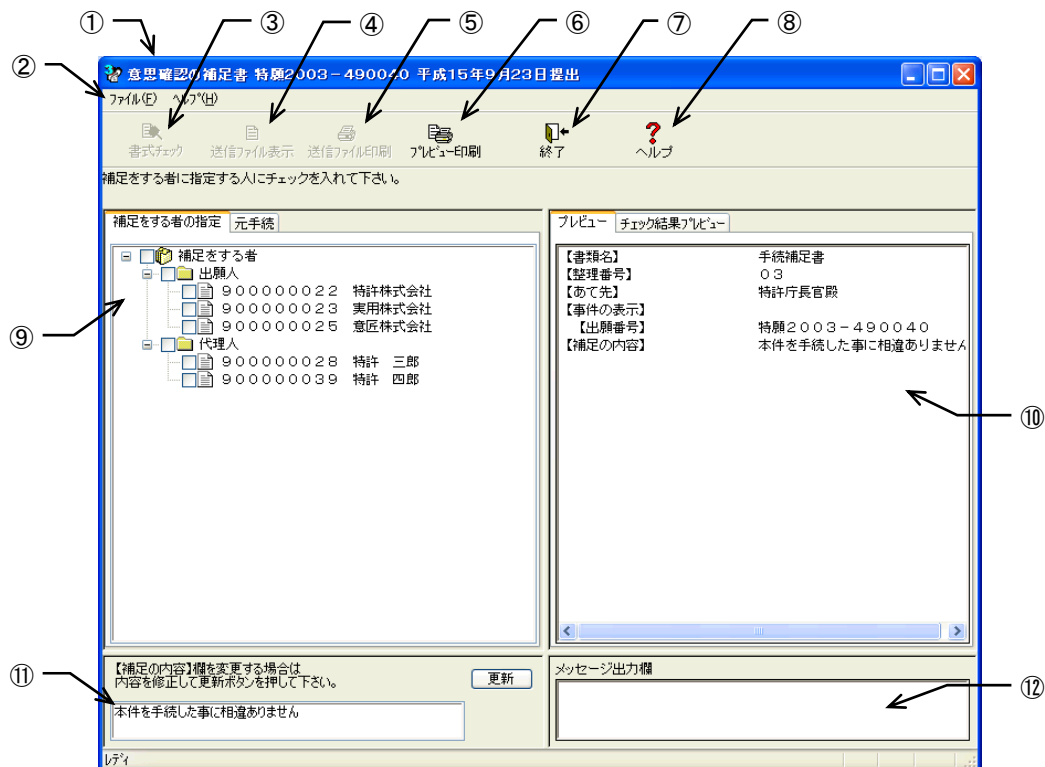 ① ③ ④ ⑤ ⑥ ⑦ ⑧
②
意思確認の補足書 特願2003-490040 平成15年9月23日提出
ファイル(F) ヘルプ(H)
書式チェック 送信ファイル表示 送信ファイル印刷 プレビュー印刷 終了 ヘルプ
補足をする者に指定する人にチェックを入れて下さい。
補足をする者の指定 元手続
補足をする者
出願人
900000022 特許株式会社
900000023 実用株式会社
900000025 意匠株式会社
代理人
900000028 特許 三郎
900000039 特許 四郎
⑨
プレビュー チェック結果プレビュー
【書類名】 手続補足書
【整理番号】 03
【あて先】 特許庁長官殿
【事件の表示】
【出願番号】 特願2003-490040
【補足の内容】 本件を手続した事に相違ありません
⑩
⑪
【補足の内容】欄を変更する場合は
内容を修正して更新ボタンを押して下さい。
更新
本件を手続した事に相違ありません
メッセージ出力欄
⑫
レディ